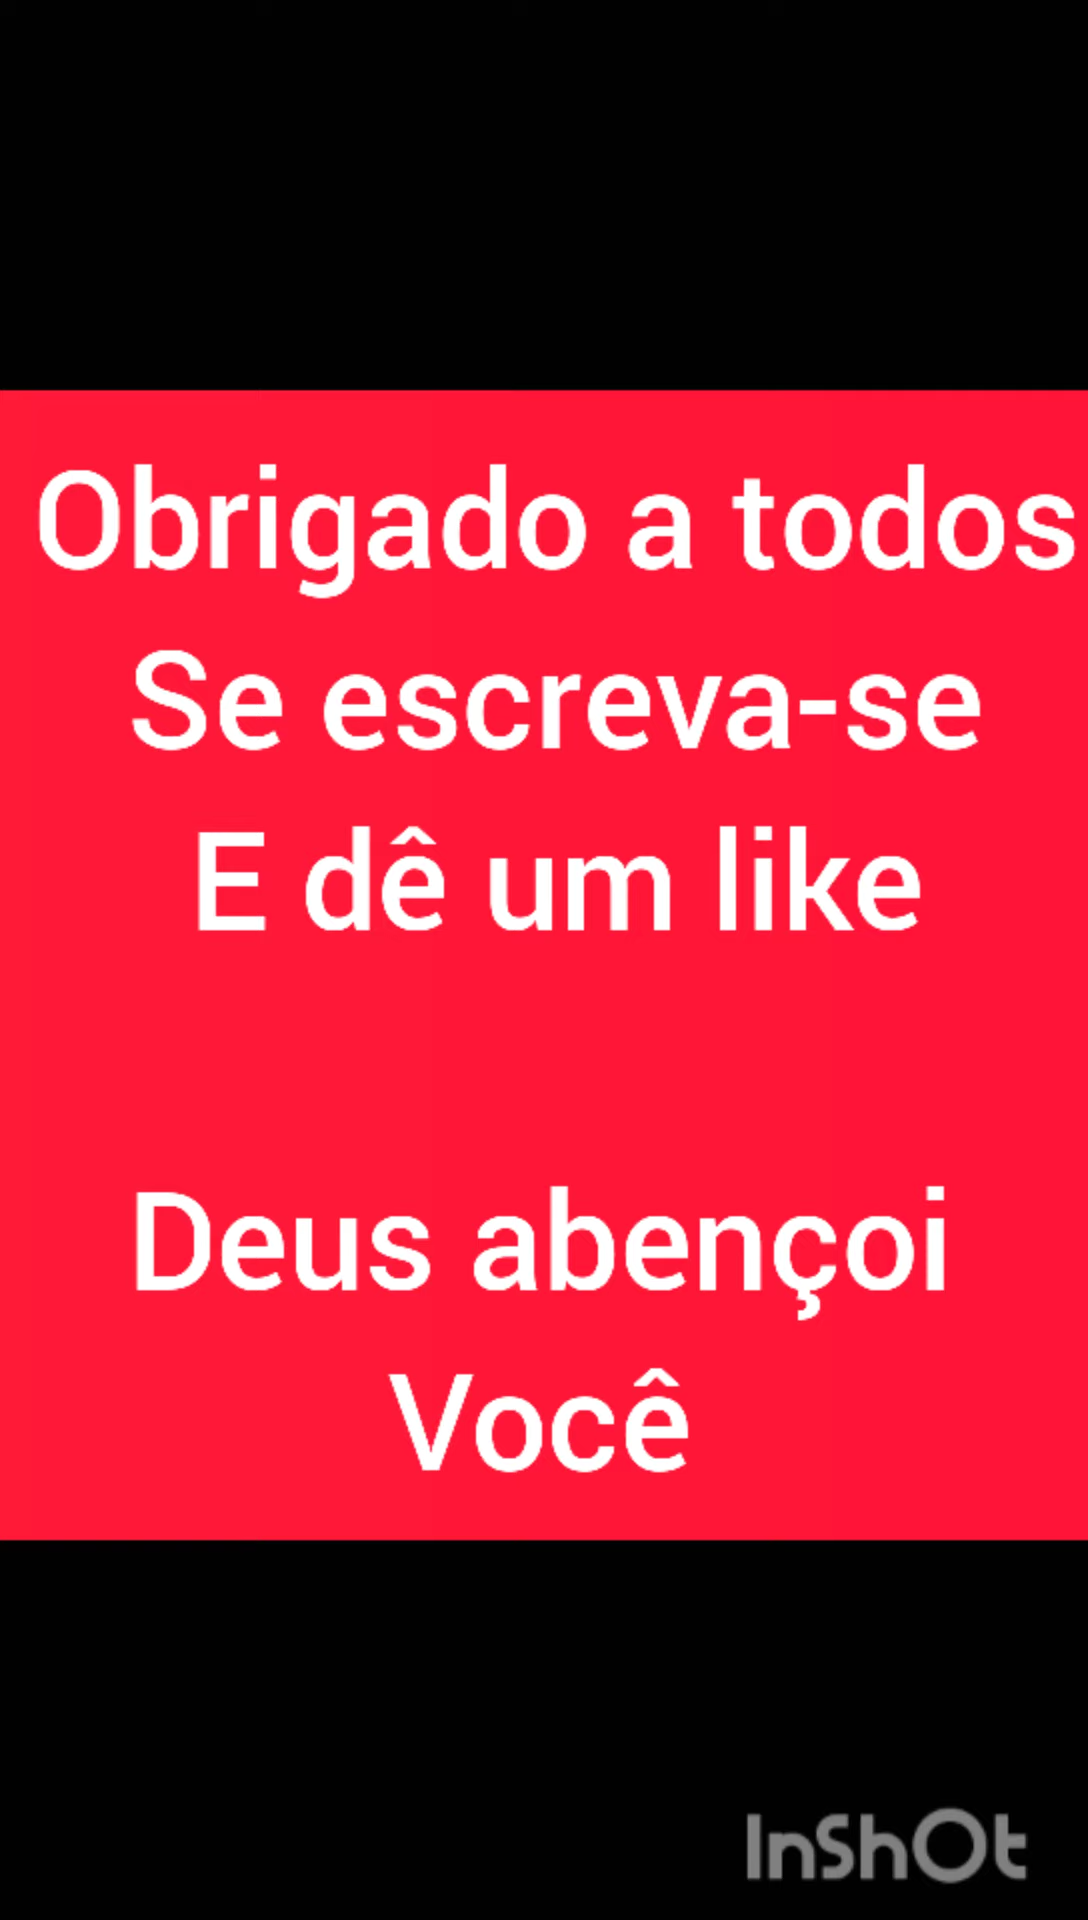 Obrigado a todos
Se escreva-se
E dê um like
Deus abençoi
Você
InShOt